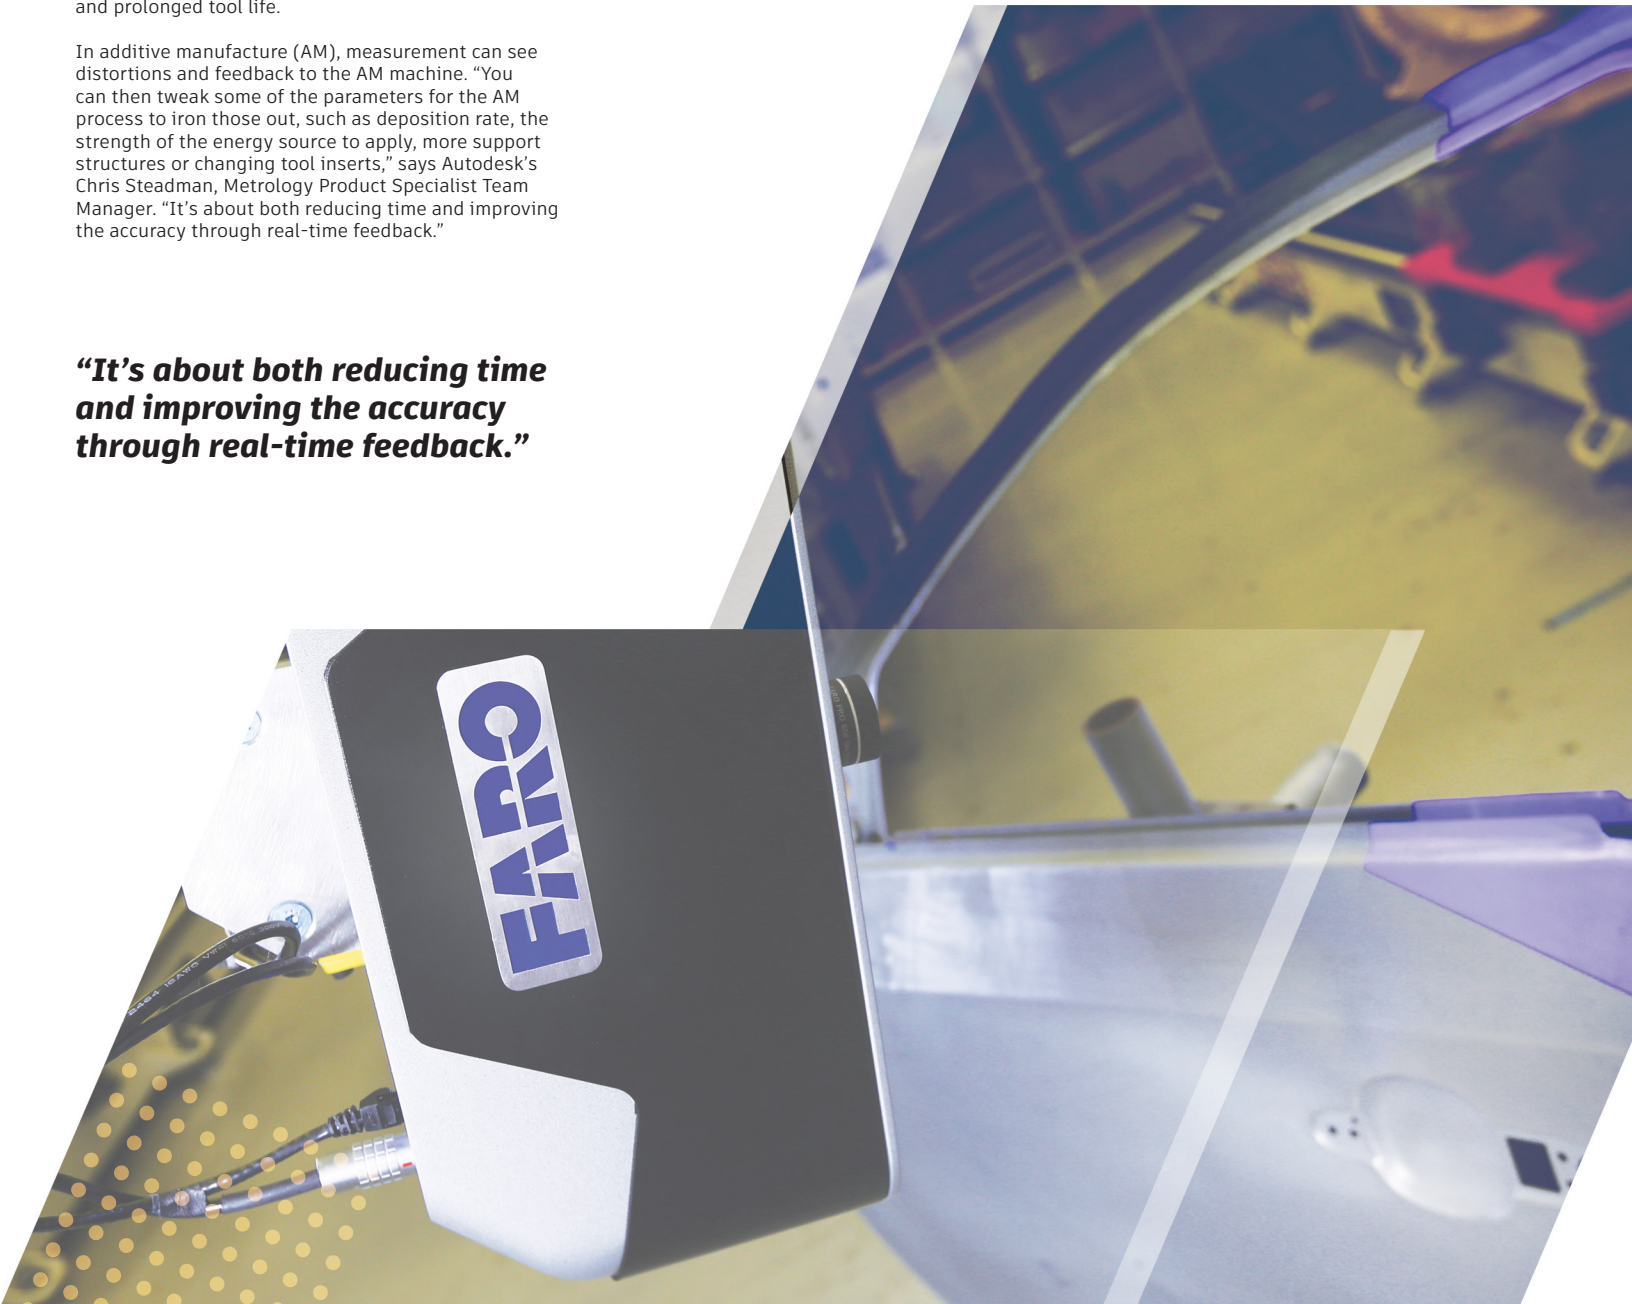 and prolonged tool life.
In additive manufacture (AM), measurement can see
distortions and feedback to the AM machine. “You
can then tweak some of the parameters for the AM
process to iron those out, such as deposition rate, the
strength of the energy source to apply, more support
structures or changing tool inserts,” says Autodesk’s
Chris Steadman, Metrology Product Specialist Team
Manager. “It’s about both reducing time and improving
the accuracy through real-time feedback.”
“It’s about both reducing time
and improving the accuracy
through real-time feedback.”
FARO
2464 16AWG VW-1